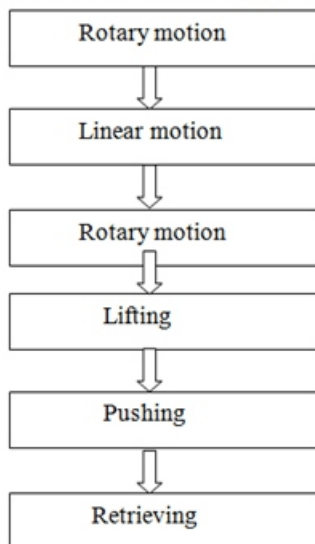 Rotary motion
Linear motion
Rotary motion
Lifting
Pushing
Retrieving